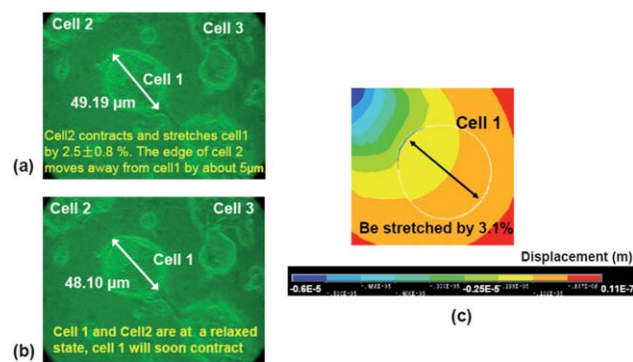 Cell 2
Cell 3
Cell 1
49.19 μm
Cell2 contracts and stretches cell1
by 2.5±0.8 %. The edge of cell 2
moves away from cell1 by about 5μm
(a)
Cell 2
Cell 3
Cell 1
48.10 μm
Cell 1 and Cell2 are at a relaxed
state, cell 1 will soon contract
(b)
Cell 1
Be stretched by 3.1%
Displacement (m)
-0.6E-5
-0.25E-5
0.11E-7
(c)